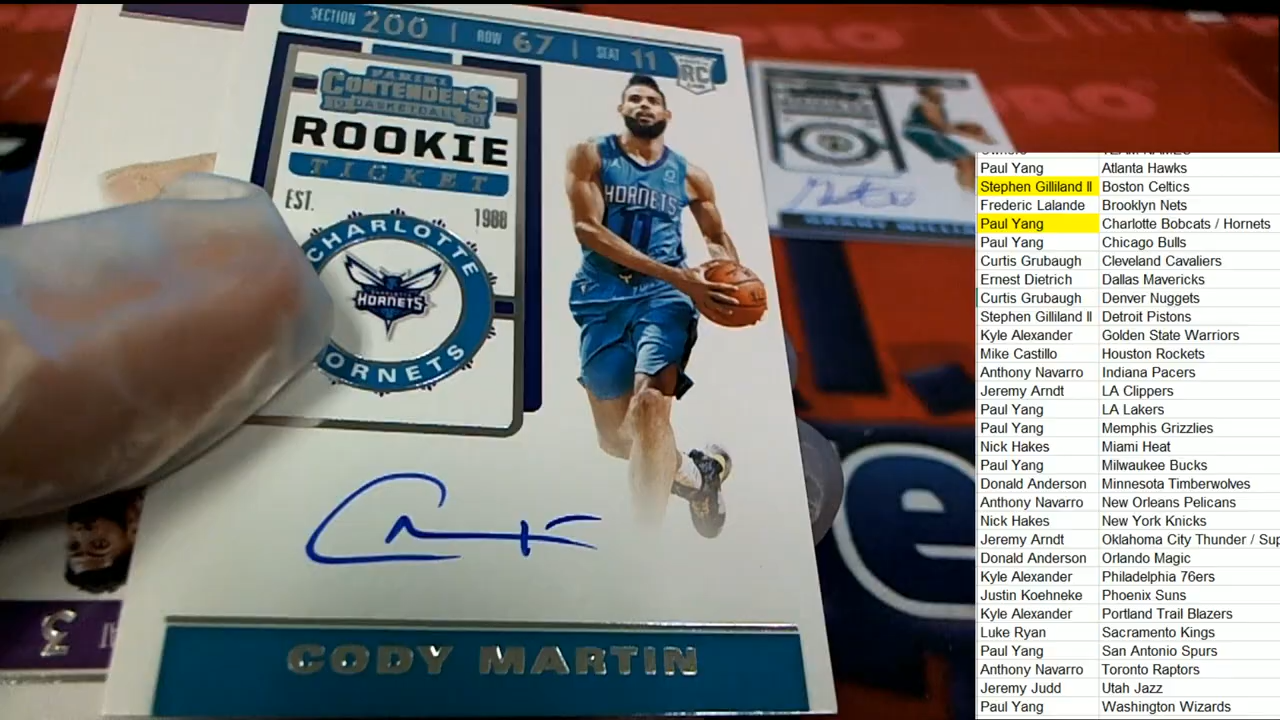 SECTION 200 | ROW 67 | SEAT 11
RC
PANINI
CONTENDERS
19 BASKETBALL 20
ROOKIE
TICKET
EST. 1988
CHARLOTTE
HORNETS
ORNETS
HORNETS
11
CODY MARTIN
PRO
e
Paul Yang Atlanta Hawks
Stephen Gilliland II Boston Celtics
Frederic Lalande Brooklyn Nets
Paul Yang Charlotte Bobcats / Hornets
Paul Yang Chicago Bulls
Curtis Grubaugh Cleveland Cavaliers
Ernest Dietrich Dallas Mavericks
Curtis Grubaugh Denver Nuggets
Stephen Gilliland II Detroit Pistons
Kyle Alexander Golden State Warriors
Mike Castillo Houston Rockets
Anthony Navarro Indiana Pacers
Jeremy Arndt LA Clippers
Paul Yang LA Lakers
Paul Yang Memphis Grizzlies
Nick Hakes Miami Heat
Paul Yang Milwaukee Bucks
Donald Anderson Minnesota Timberwolves
Anthony Navarro New Orleans Pelicans
Nick Hakes New York Knicks
Jeremy Arndt Oklahoma City Thunder / Sup
Donald Anderson Orlando Magic
Kyle Alexander Philadelphia 76ers
Justin Koehneke Phoenix Suns
Kyle Alexander Portland Trail Blazers
Luke Ryan Sacramento Kings
Paul Yang San Antonio Spurs
Anthony Navarro Toronto Raptors
Jeremy Judd Utah Jazz
Paul Yang Washington Wizards